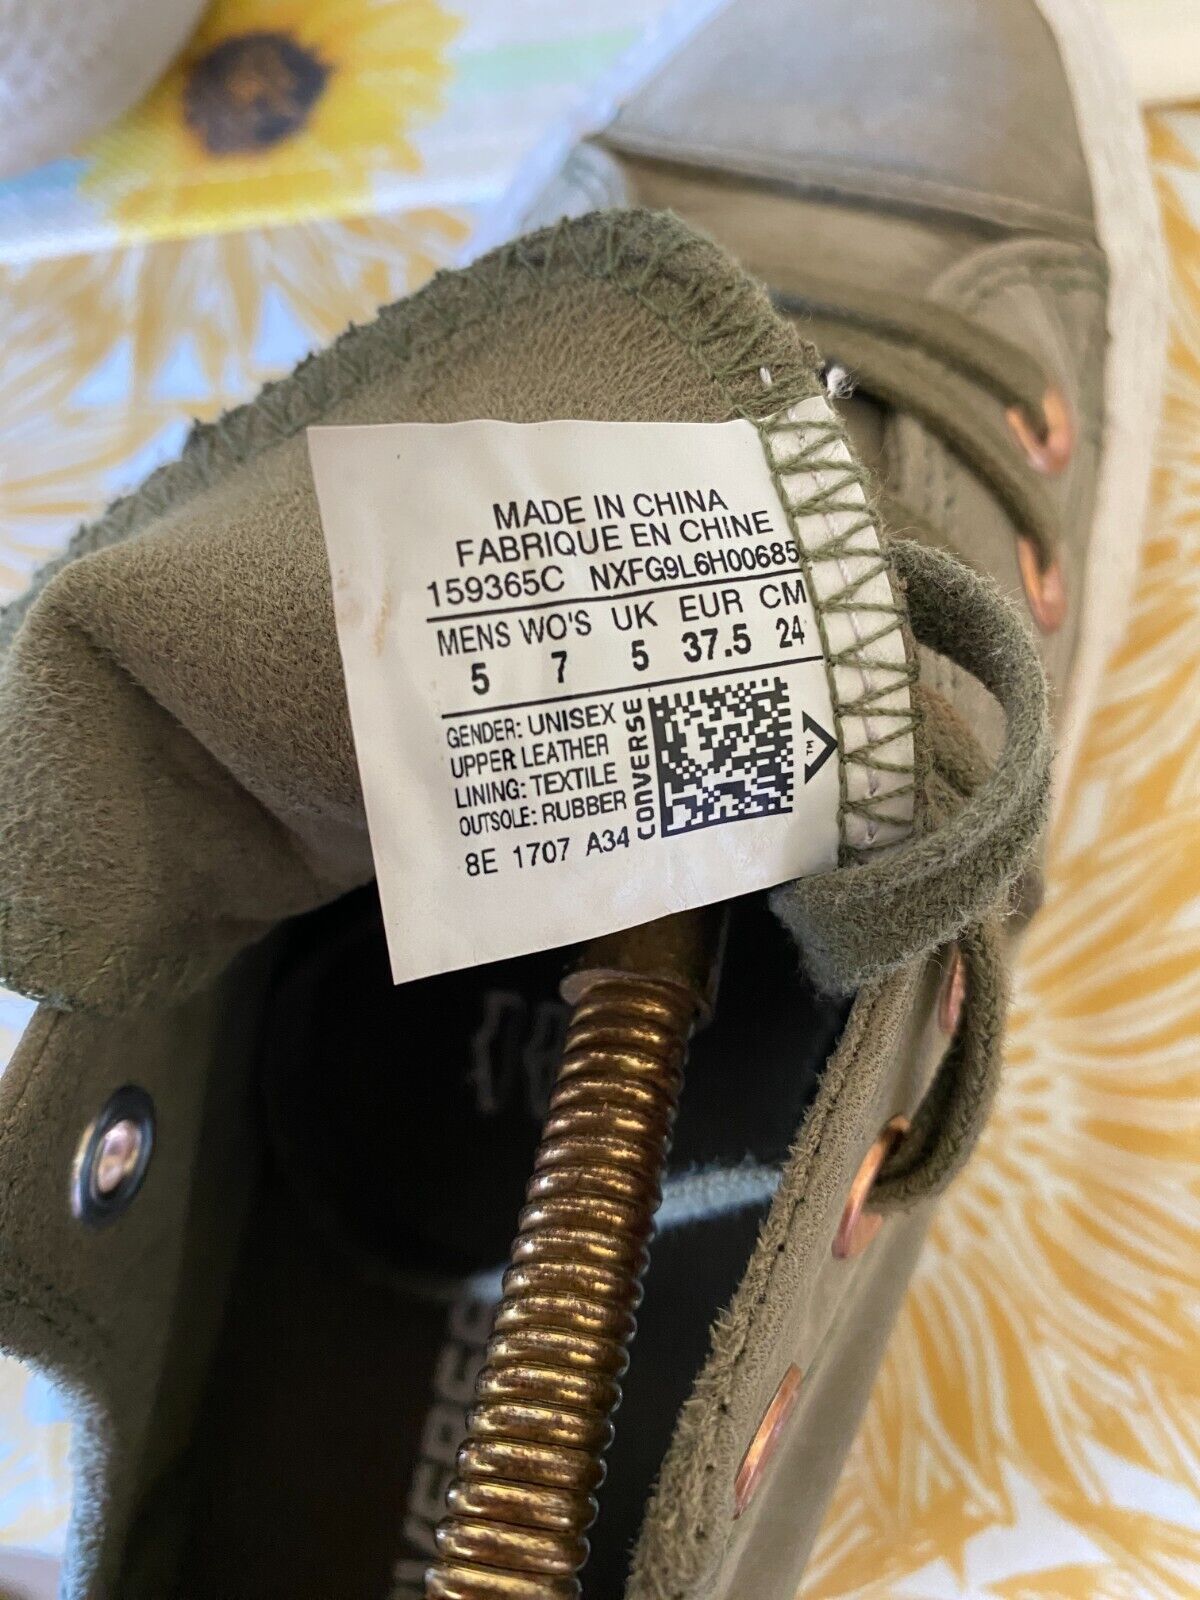 MADE IN CHINA
FABRIQUE EN CHINE
159365C NXFG9L6H00685
MENS WO'S UK EUR CM
5 7 5 37.5 24
GENDER: UNISEX
UPPER LEATHER
LINING: TEXTILE
OUTSOLE: RUBBER
8E 1707 A34
CONVERSE
TM